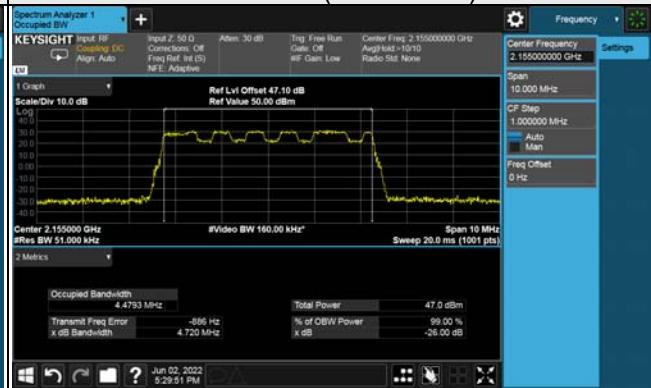 Spectrum Analyzer 1
Occupied BW
Frequency
KEYSIGHT
Input: RF
Coupling: DC
Align: Auto
Input Z: 50 Ω
Corrections: Off
Freq Ref: Int (S)
NFE: Adaptive
Atten: 30 dB
Trig: Free Run
Gate: Off
#IF Gain: Low
Center Freq: 2.155000000 GHz
Avg|Hold:>10/10
Radio Std: None
LM
Center Frequency
2.155000000 GHz
Settings
Span
10.000 MHz
CF Step
1.000000 MHz
Auto
Man
Freq Offset
0 Hz
1 Graph
Scale/Div 10.0 dB
Ref Lvl Offset 47.10 dB
Ref Value 50.00 dBm
Log
40.0
30.0
20.0
10.0
0.00
-10.0
-20.0
-30.0
-40.0
Center 2.155000 GHz
#Res BW 51.000 kHz
#Video BW 160.00 kHz*
Span 10 MHz
Sweep 20.0 ms (1001 pts)
2 Metrics
Occupied Bandwidth
4.4793 MHz
Total Power
47.0 dBm
Transmit Freq Error
-886 Hz
% of OBW Power
99.00 %
x dB Bandwidth
4.720 MHz
x dB
-26.00 dB
?
Jun 02, 2022
5:29:51 PM